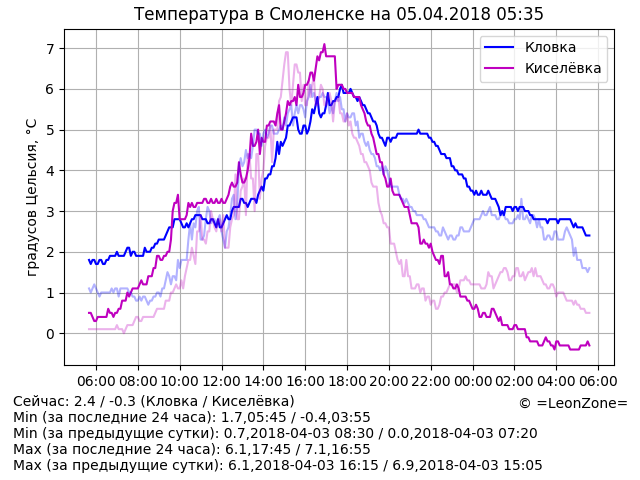 Температура в Смоленске на 05.04.2018 05:35
градусов Цельсия, °C
7
6
5
4
3
2
1
0
Кловка
Киселёвка
06:00 08:00 10:00 12:00 14:00 16:00 18:00 20:00 22:00 00:00 02:00 04:00 06:00
Сейчас: 2.4 / -0.3 (Кловка / Киселёвка)
© =LeonZone=
Min (за последние 24 часа): 1.7,05:45 / -0.4,03:55
Min (за предыдущие сутки): 0.7,2018-04-03 08:30 / 0.0,2018-04-03 07:20
Max (за последние 24 часа): 6.1,17:45 / 7.1,16:55
Max (за предыдущие сутки): 6.1,2018-04-03 16:15 / 6.9,2018-04-03 15:05